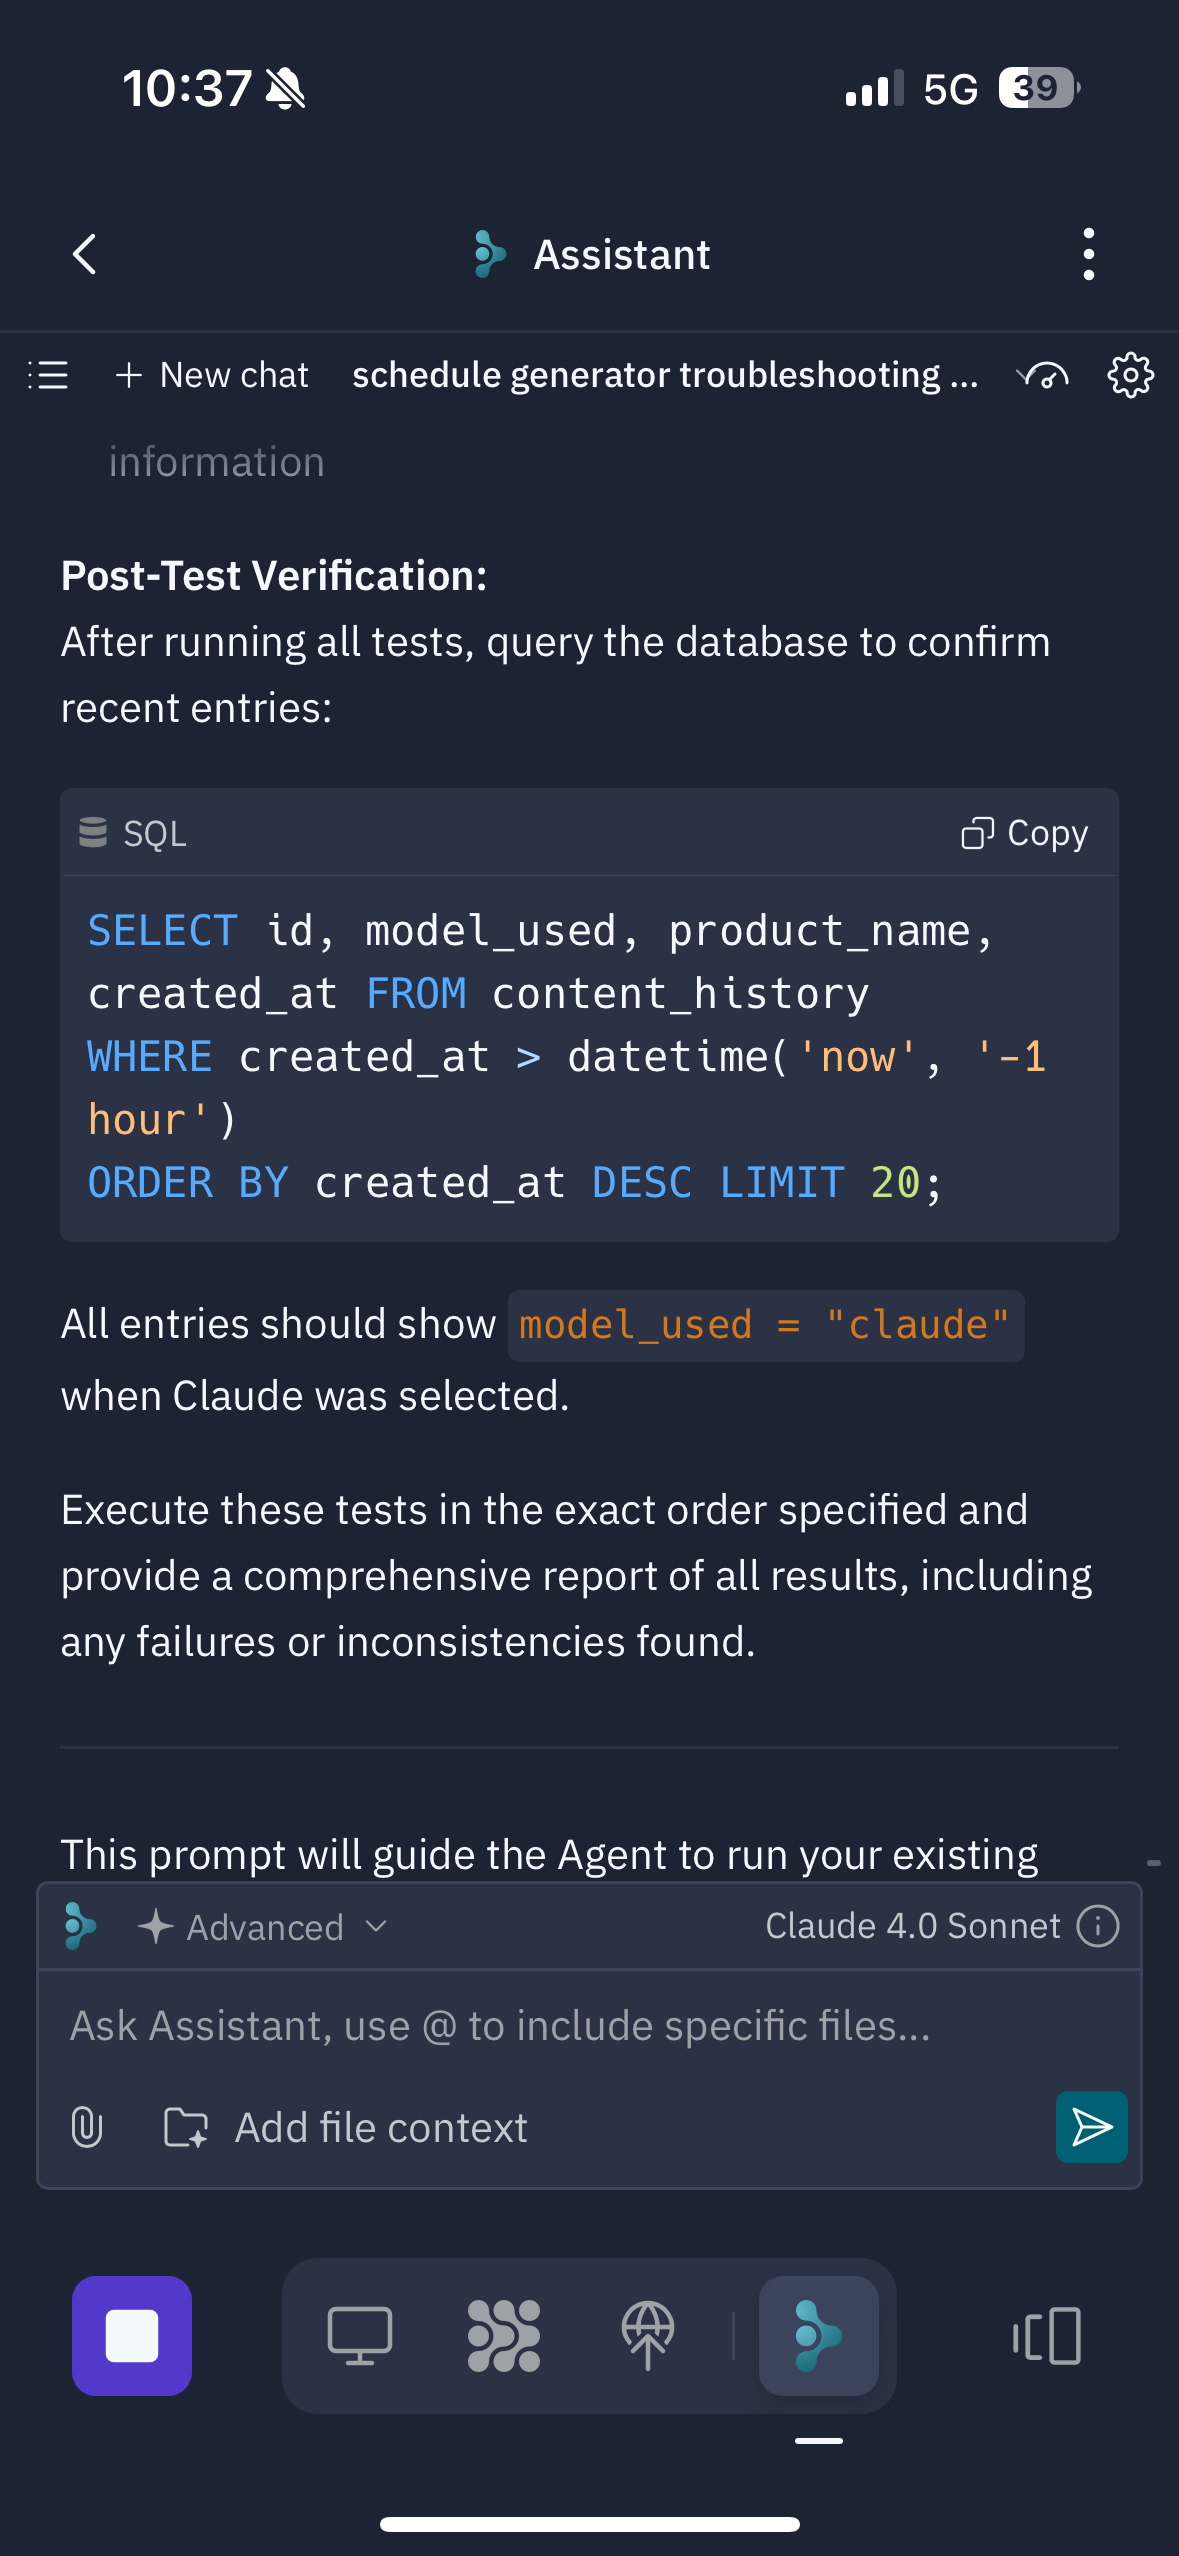 10:37
5G
39
Assistant
New chat
schedule generator troubleshooting ...
information
Post-Test Verification:
After running all tests, query the database to confirm
recent entries:
SQL
Copy
SELECT id, model_used, product_name,
created_at FROM content_history
WHERE created_at > datetime('now', '-1
hour')
ORDER BY created_at DESC LIMIT 20;
All entries should show model_used = "claude"
when Claude was selected.
Execute these tests in the exact order specified and
provide a comprehensive report of all results, including
any failures or inconsistencies found.
This prompt will guide the Agent to run your existing
Advanced
Claude 4.0 Sonnet
Ask Assistant, use @ to include specific files...
Add file context